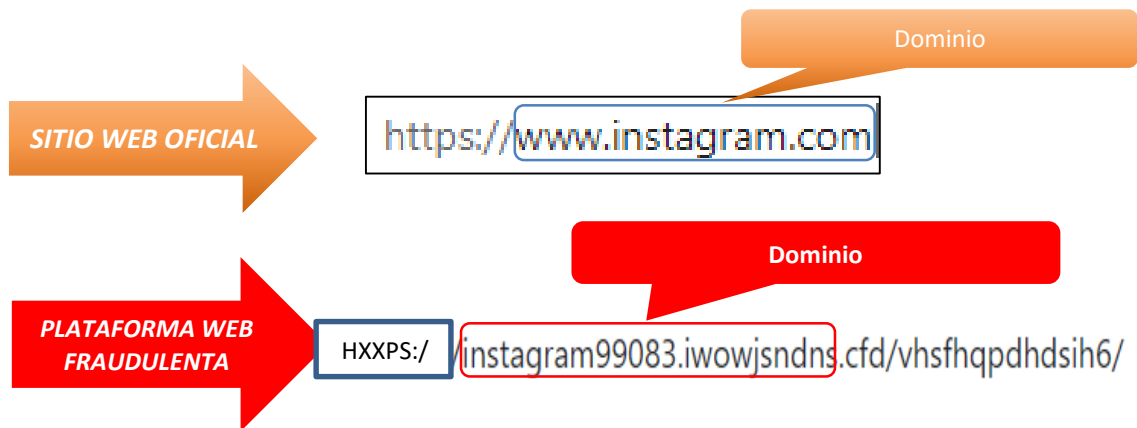 Dominio
SITIO WEB OFICIAL
https://www.instagram.com
Dominio
PLATAFORMA WEB
FRAUDULENTA
HXXPS:/ /instagram99083.iwowjsndns.cfd/vhsfhqpdhdsih6/